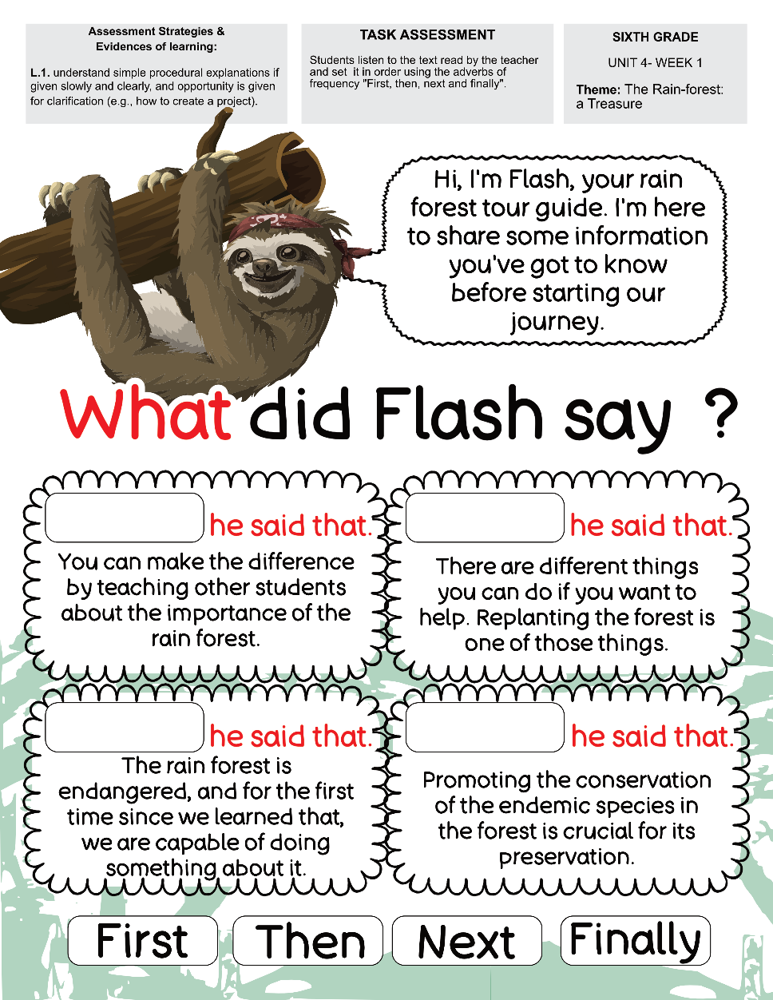 Assessment Strategies &
Evidences of learning:
L.1. understand simple procedural explanations if
given slowly and clearly, and opportunity is given
for clarification (e.g., how to create a project).
TASK ASSESSMENT
Students listen to the text read by the teacher
and set it in order using the adverbs of
frequency "First, then, next and finally".
SIXTH GRADE
UNIT 4- WEEK 1
Theme: The Rain-forest:
a Treasure
Hi, I'm Flash, your rain
forest tour guide. I'm here
to share some information
you've got to know
before starting our
journey.
What did Flash say ?
he said that.
You can make the difference
by teaching other students
about the importance of the
rain forest.
he said that.
There are different things
you can do if you want to
help. Replanting the forest is
one of those things.
he said that.
The rain forest is
endangered, and for the first
time since we learned that,
we are capable of doing
something about it.
he said that.
Promoting the conservation
of the endemic species in
the forest is crucial for its
preservation.
First
Then
Next
Finally